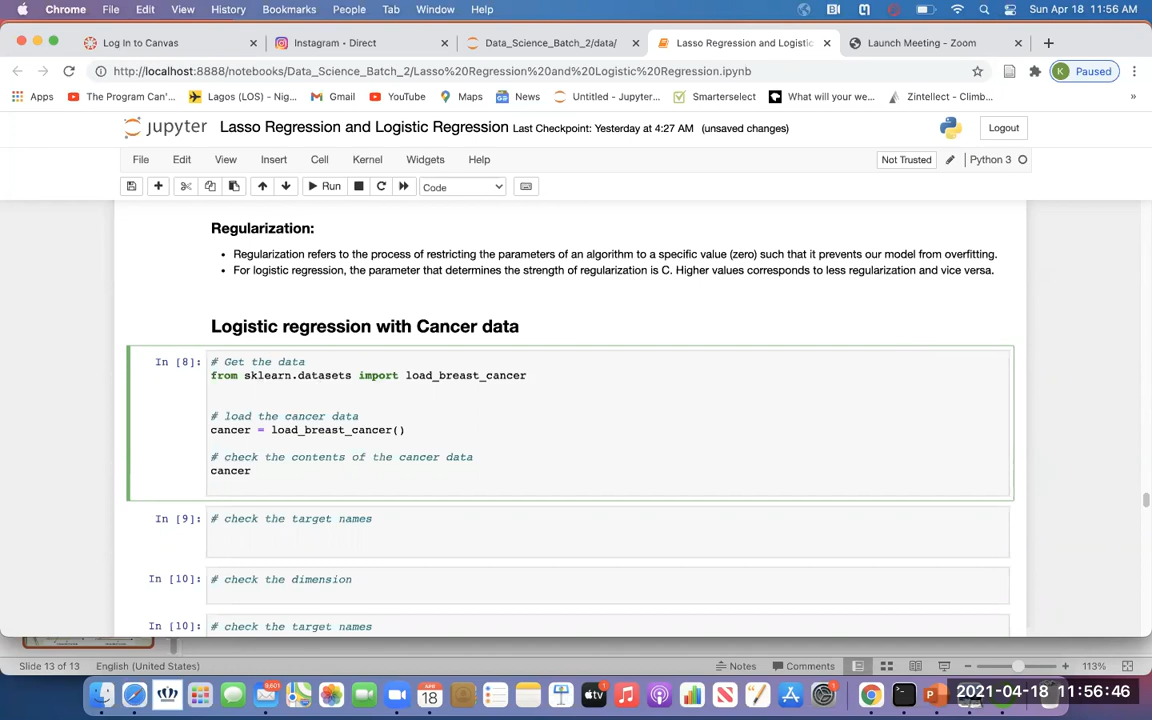 Chrome File Edit View History Bookmarks People Tab Window Help Sun Apr 18 11:56 AM
Log In to Canvas Instagram • Direct Data_Science_Batch_2/data/ Lasso Regression and Logistic Launch Meeting - Zoom
http://localhost:8888/notebooks/Data_Science_Batch_2/Lasso%20Regression%20and%20Logistic%20Regression.ipynb K Paused
Apps The Program Can'... Lagos (LOS) – Nig... Gmail YouTube Maps News Untitled - Jupyter... Smarterselect What will your we... Zintellect - Climb... »
jupyter Lasso Regression and Logistic Regression Last Checkpoint: Yesterday at 4:27 AM (unsaved changes) Logout
File Edit View Insert Cell Kernel Widgets Help Not Trusted Python 3
Run Code
Regularization:
• Regularization refers to the process of restricting the parameters of an algorithm to a specific value (zero) such that it prevents our model from overfitting.
• For logistic regression, the parameter that determines the strength of regularization is C. Higher values corresponds to less regularization and vice versa.
Logistic regression with Cancer data
In [8]: # Get the data
from sklearn.datasets import load_breast_cancer
# load the cancer data
cancer = load_breast_cancer()
# check the contents of the cancer data
cancer
In [9]: # check the target names
In [10]: # check the dimension
In [10]: # check the target names
Slide 13 of 13 English (United States) Notes Comments 113%
2021-04-18 11:56:46